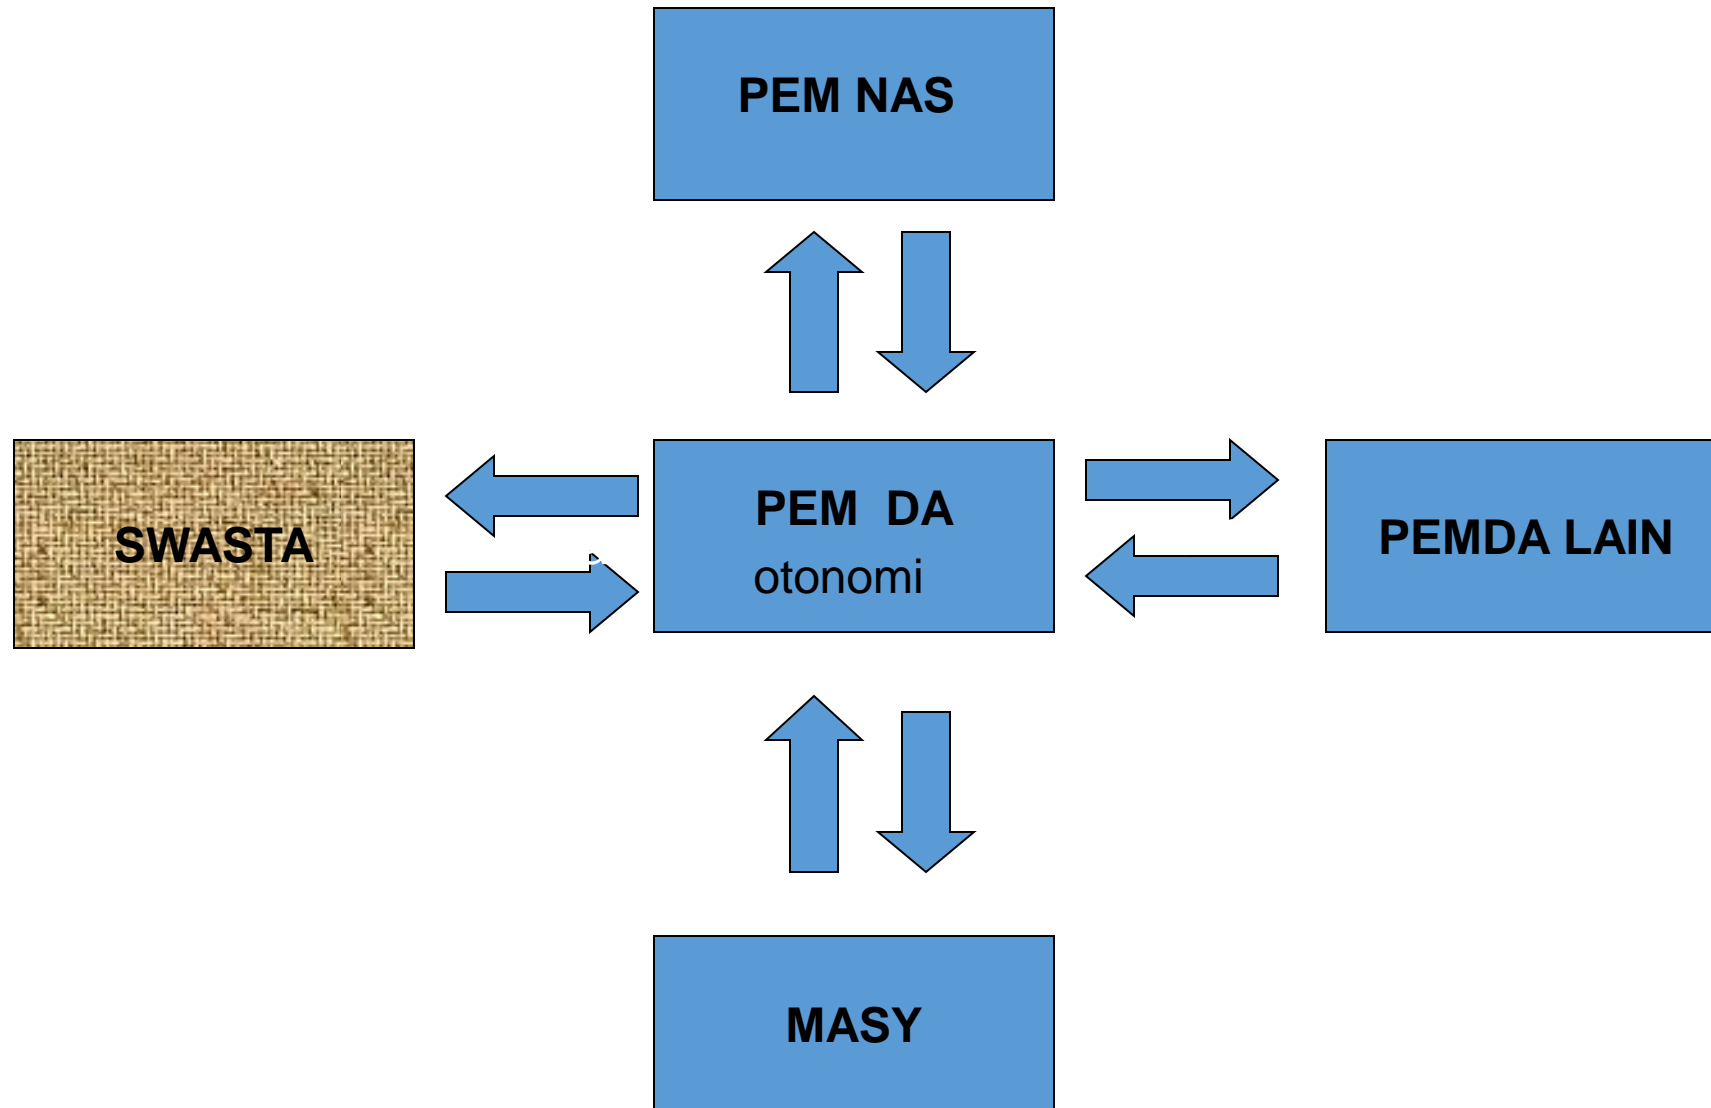 PEM NAS
SWASTA
PEM DA
otonomi
PEMDA LAIN
MASY